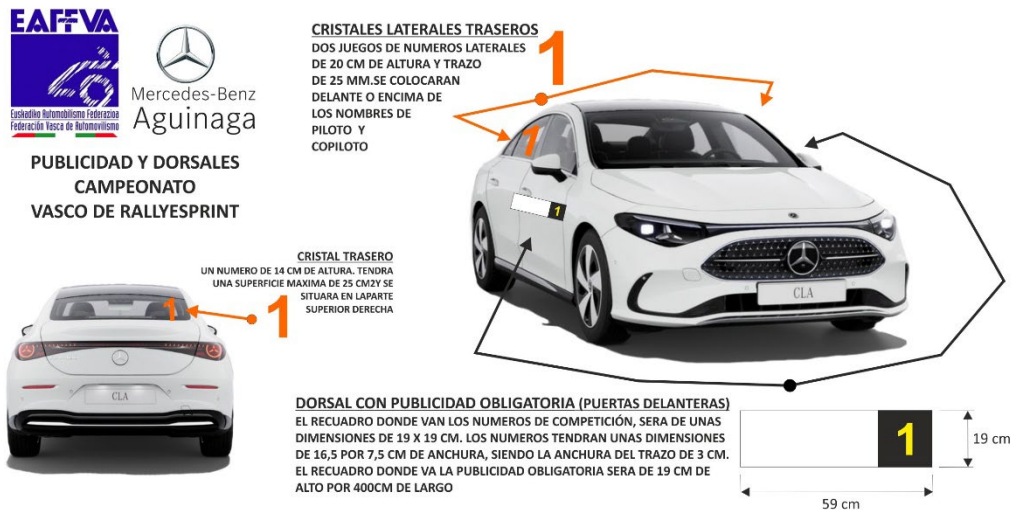 EAFFVA
Euskadiko Automobilismo Federazioa
Federación Vasca de Automovilismo
Mercedes-Benz
Aguinaga
PUBLICIDAD Y DORSALES
CAMPEONATO
VASCO DE RALLYESPRINT
CRISTALES LATERALES TRASEROS
DOS JUEGOS DE NUMEROS LATERALES
DE 20 CM DE ALTURA Y TRAZO
DE 25 MM.SE COLOCARAN
DELANTE O ENCIMA DE
LOS NOMBRES DE
PILOTO Y
COPILOTO
1
1
1
CLA
CRISTAL TRASERO
UN NUMERO DE 14 CM DE ALTURA. TENDRA
UNA SUPERFICIE MAXIMA DE 25 CM2Y SE
SITUARA EN LAPARTE
SUPERIOR DERECHA
1
1
CLA
DORSAL CON PUBLICIDAD OBLIGATORIA (PUERTAS DELANTERAS)
EL RECUADRO DONDE VAN LOS NUMEROS DE COMPETICIÓN, SERA DE UNAS
DIMENSIONES DE 19 X 19 CM. LOS NUMEROS TENDRAN UNAS DIMENSIONES
DE 16,5 POR 7,5 CM DE ANCHURA, SIENDO LA ANCHURA DEL TRAZO DE 3 CM.
EL RECUADRO DONDE VA LA PUBLICIDAD OBLIGATORIA SERA DE 19 CM DE
ALTO POR 400CM DE LARGO
1
19 cm
59 cm